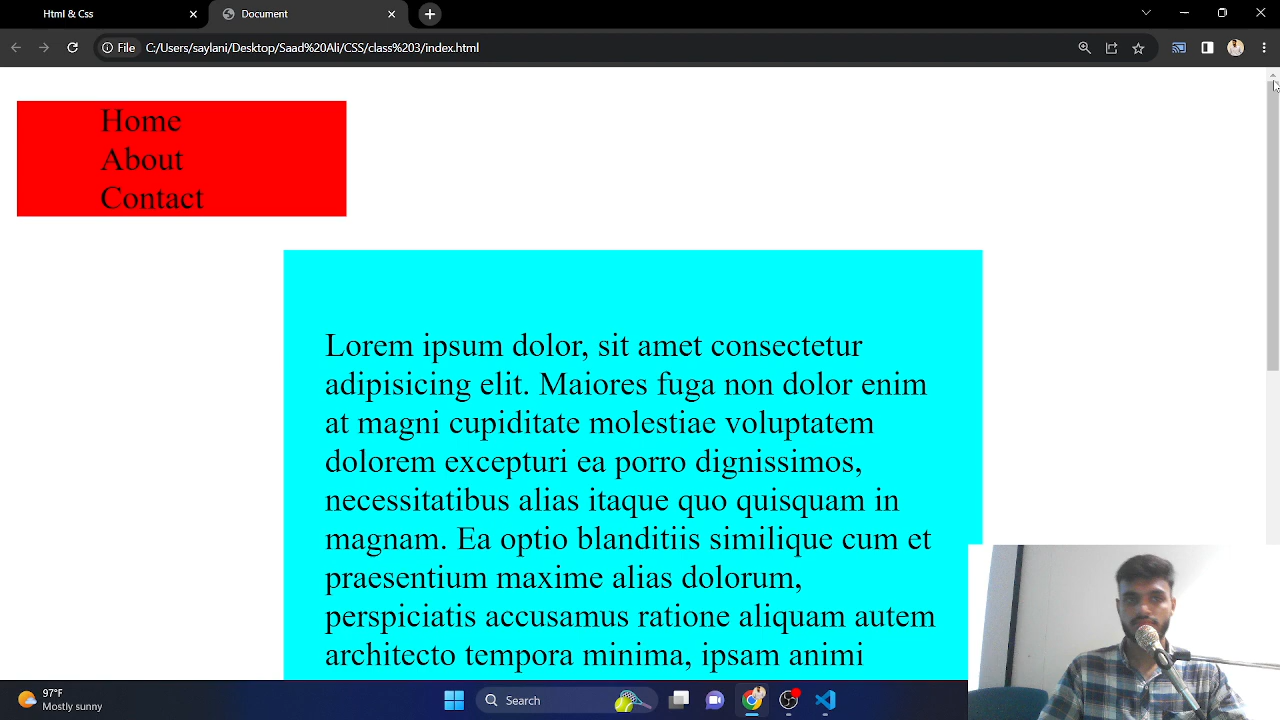 Html & Css
Document
File
C:/Users/saylani/Desktop/Saad%20Ali/CSS/class%203/index.html
Home
About
Contact
Lorem ipsum dolor, sit amet consectetur
adipisicing elit. Maiores fuga non dolor enim
at magni cupiditate molestiae voluptatem
dolorem excepturi ea porro dignissimos,
necessitatibus alias itaque quo quisquam in
magnam. Ea optio blanditiis similique cum et
praesentium maxime alias dolorum,
perspiciatis accusamus ratione aliquam autem
architecto tempora minima, ipsam animi
97°F
Mostly sunny
Search